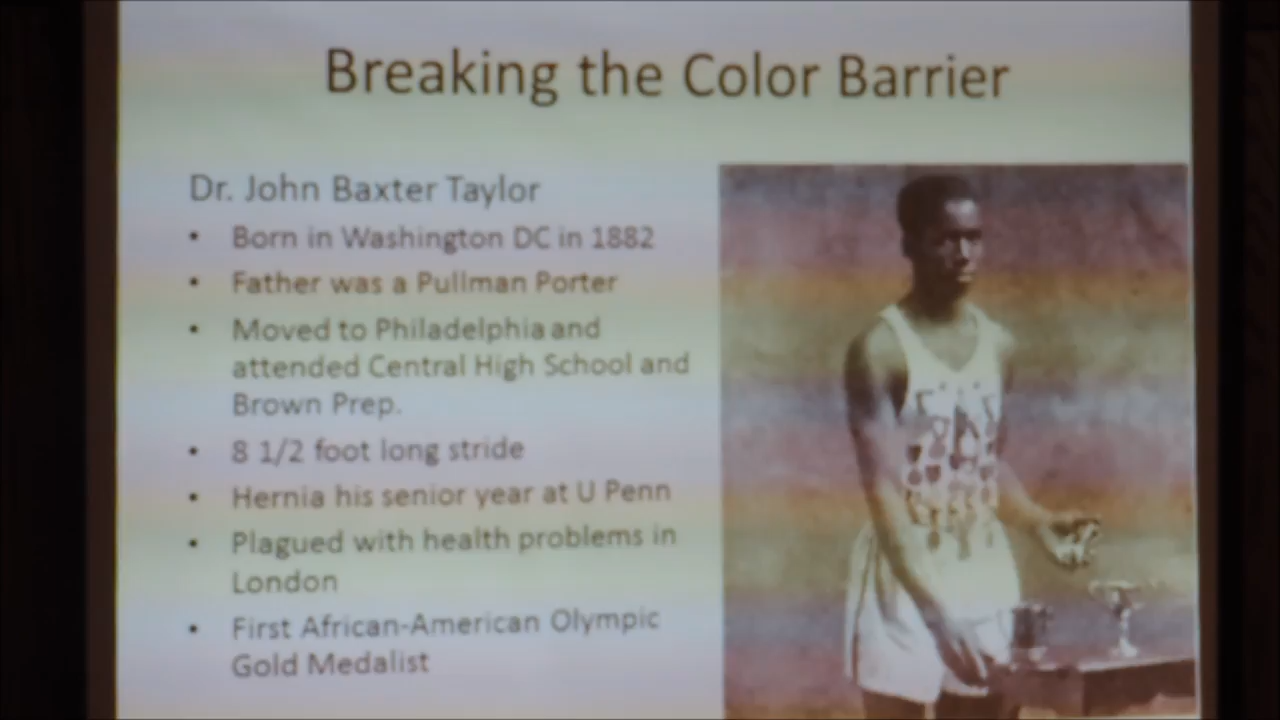 Breaking the Color Barrier
Dr. John Baxter Taylor
• Born in Washington DC in 1882
• Father was a Pullman Porter
• Moved to Philadelphia and
attended Central High School and
Brown Prep.
• 8 1/2 foot long stride
• Hernia his senior year at U Penn
• Plagued with health problems in
London
• First African-American Olympic
Gold Medalist